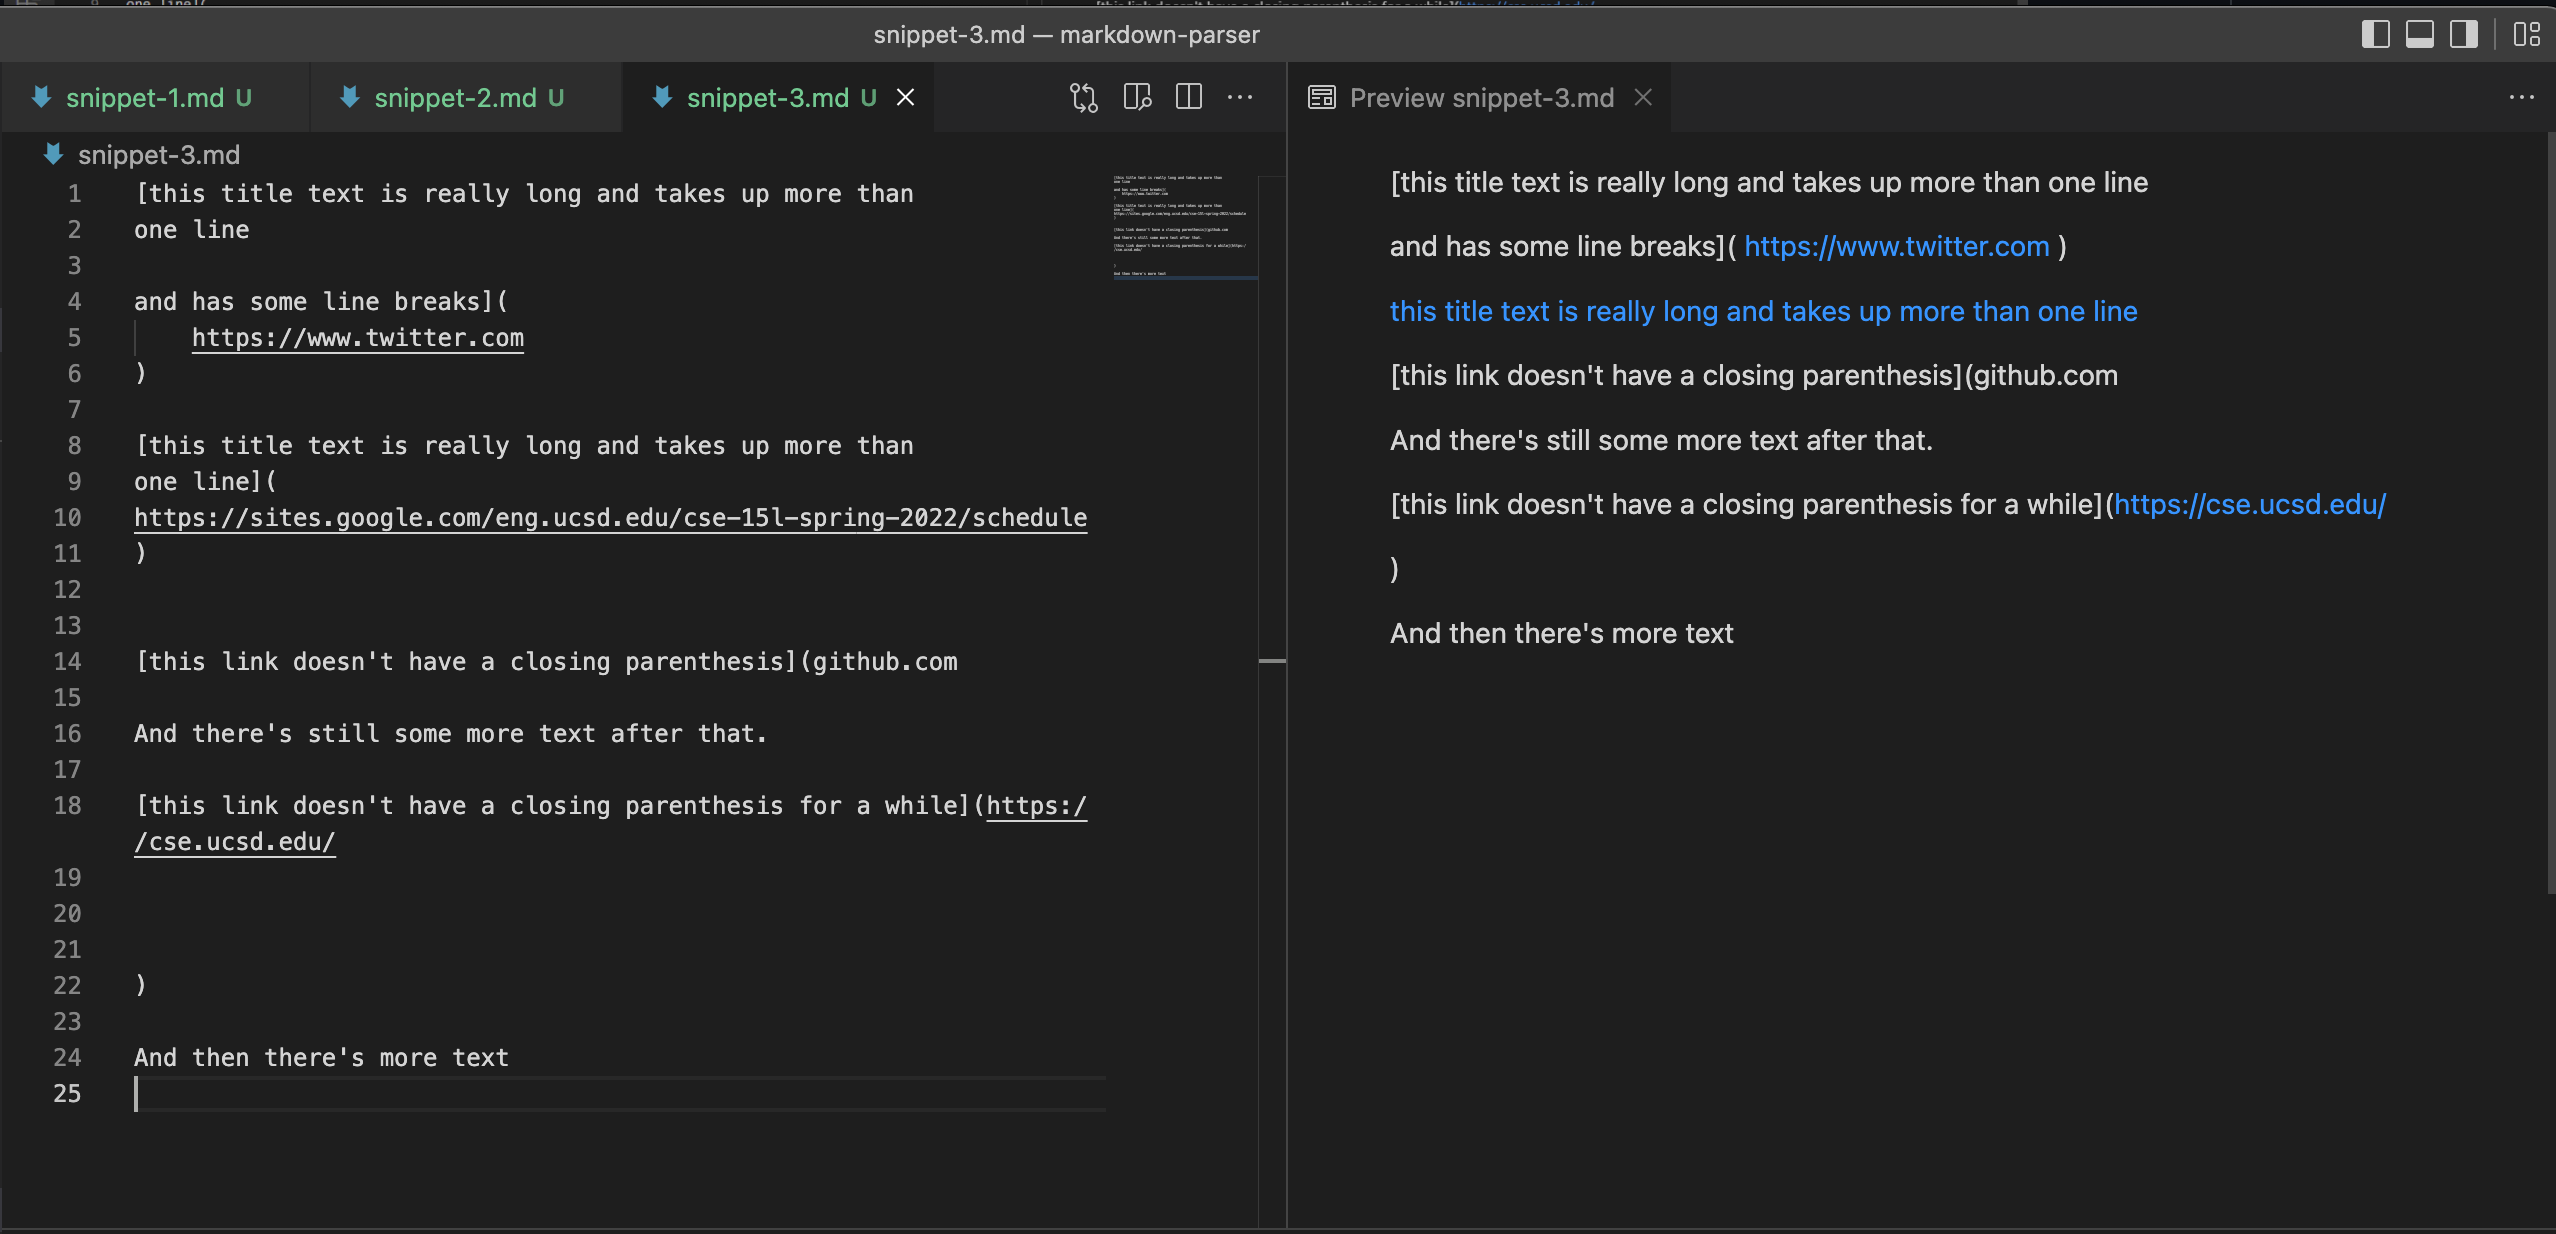 snippet-3.md — markdown-parser
snippet-1.md U
snippet-2.md U
snippet-3.md U
Preview snippet-3.md
snippet-3.md
1 [this title text is really long and takes up more than
2 one line
3
4 and has some line breaks](
5 https://www.twitter.com
6 )
7
8 [this title text is really long and takes up more than
9 one line](
10 https://sites.google.com/eng.ucsd.edu/cse-15l-spring-2022/schedule
11 )
12
13
14 [this link doesn't have a closing parenthesis](github.com
15
16 And there's still some more text after that.
17
18 [this link doesn't have a closing parenthesis for a while](https:/
/cse.ucsd.edu/
19
20
21
22 )
23
24 And then there's more text
25
[this title text is really long and takes up more than one line
and has some line breaks]( https://www.twitter.com )
this title text is really long and takes up more than one line
[this link doesn't have a closing parenthesis](github.com
And there's still some more text after that.
[this link doesn't have a closing parenthesis for a while](https://cse.ucsd.edu/
)
And then there's more text